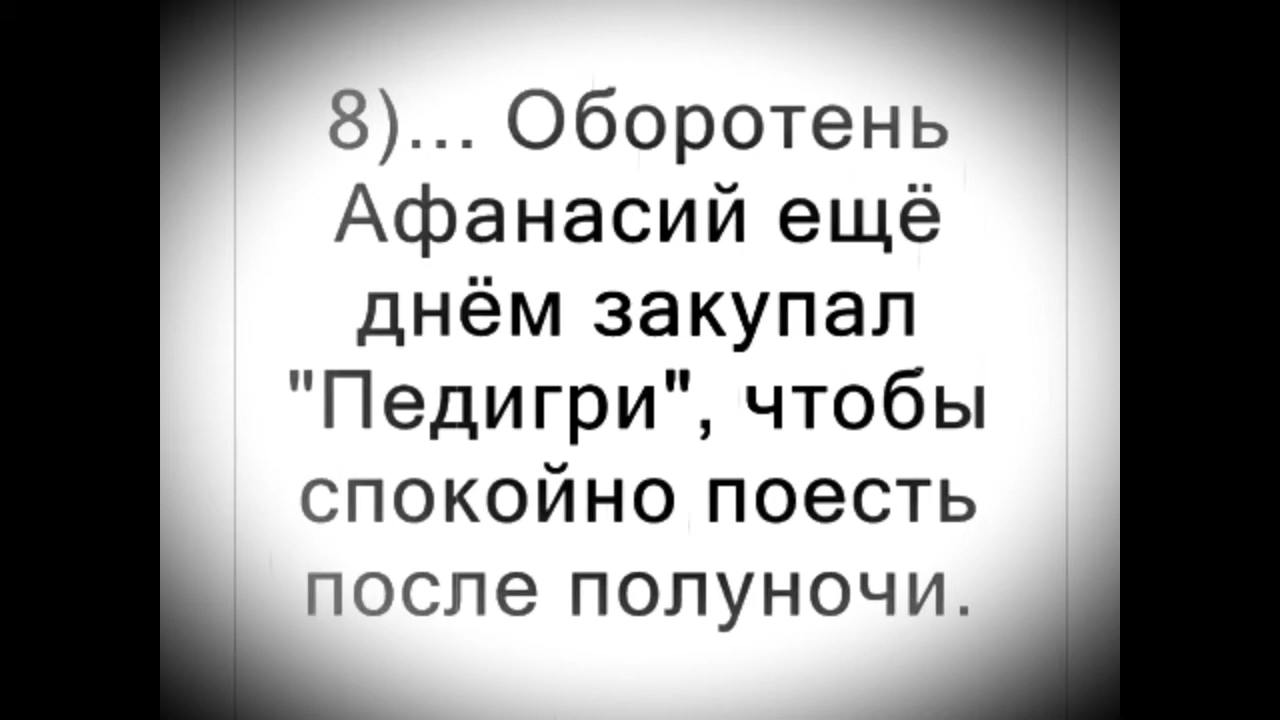 8)... Оборотень
Афанасий ещё
днём закупал
"Педигри", чтобы
спокойно поесть
после полуночи.